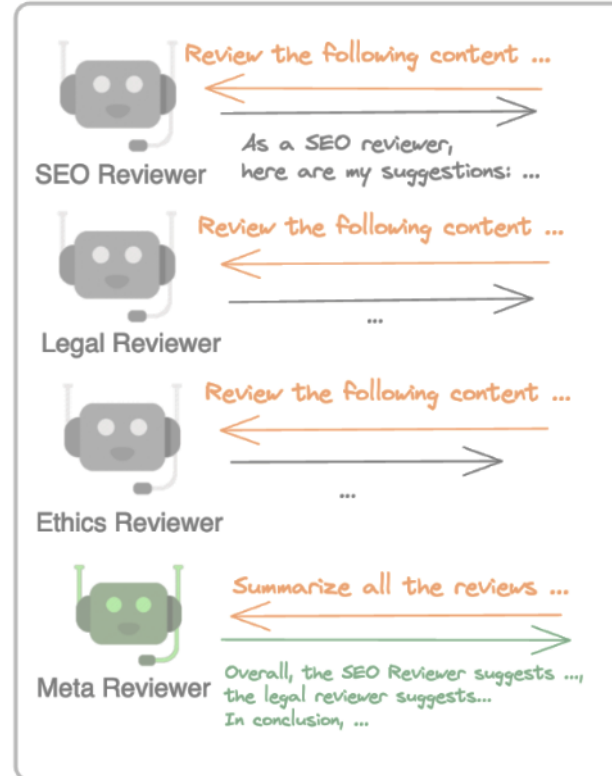 Review the following content ...
As a SEO reviewer,
here are my suggestions: ...
SEO Reviewer
Review the following content ...
...
Legal Reviewer
Review the following content ...
...
Ethics Reviewer
Summarize all the reviews ...
Overall, the SEO Reviewer suggests ...,
the legal reviewer suggests...
In conclusion, ...
Meta Reviewer